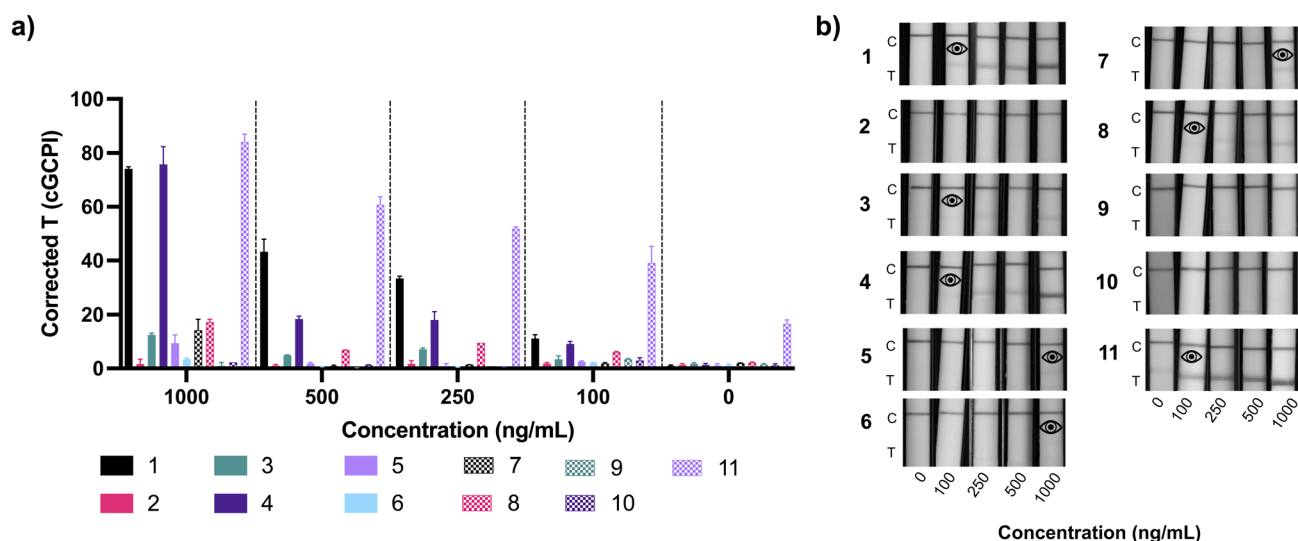 a)
Corrected T (cGCPI)
100
80
60
40
20
0
1000 500 250 100 0
Concentration (ng/mL)
1 3 5 7 9 11
2 4 6 8 10
b)
1 C T
2 C T
3 C T
4 C T
5 C T
6 C T
0 100 250 500 1000
7 C T
8 C T
9 C T
10 C T
11 C T
0 100 250 500 1000
Concentration (ng/mL)